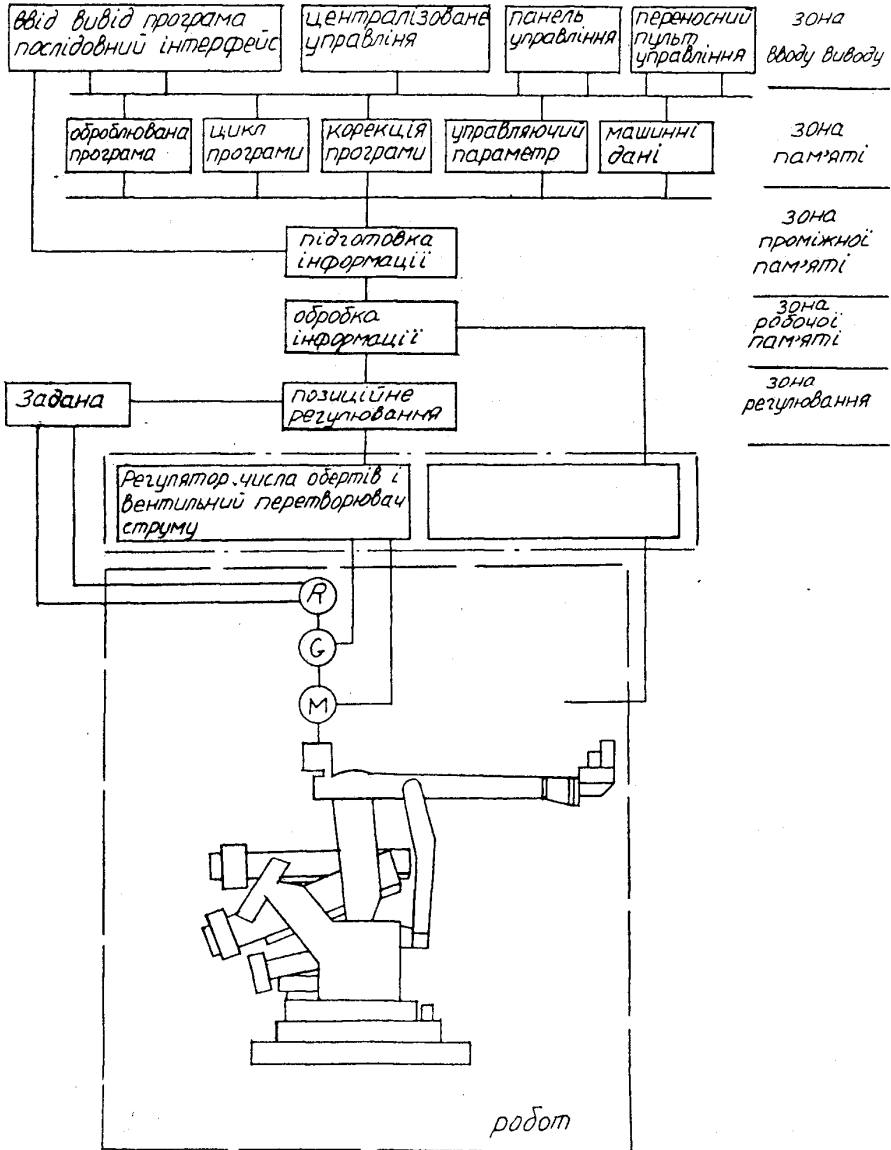 ввід вивід програма
послідовний інтерфейс
централізоване
управліня
панель
управління
переносний
пульт
управління
зона
вводу виводу
оброблювана
програма
цикл
програми
корекція
програми
управляючий
параметр
машинні
дані
зона
пам'яті
підготовка
інформації
зона
проміжної
пам'яті
обробка
інформації
зона
робочої
пам'яті
Задана
позиційне
регулювання
зона
регулювання
Регулятор числа обертів і
вентильний перетворювач
струму
R
G
M
робот